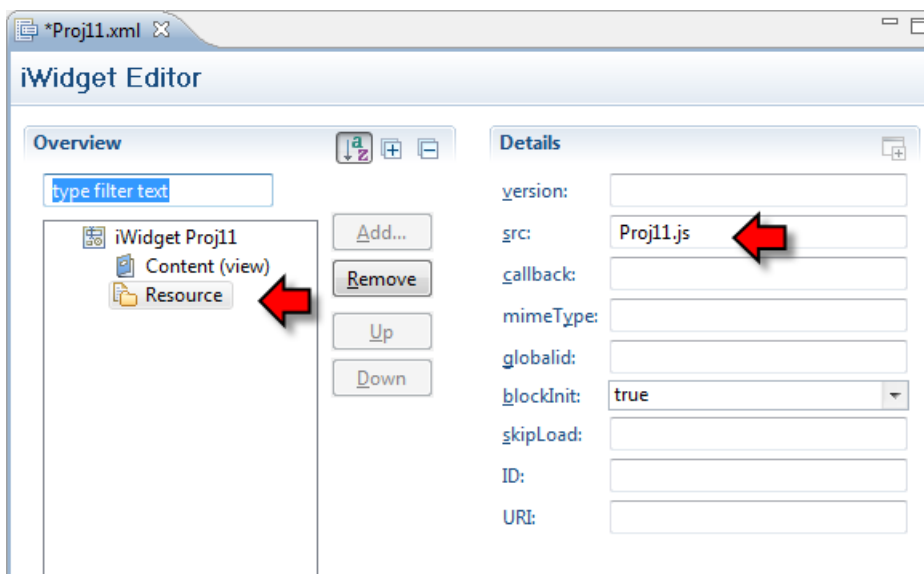 *Proj11.xml
iWidget Editor
Overview
a
z
type filter text
iWidget Proj11
Content (view)
Resource
Add...
Remove
Up
Down
Details
version:
src: Proj11.js
callback:
mimeType:
globalid:
blockInit: true
skipLoad:
ID:
URI: